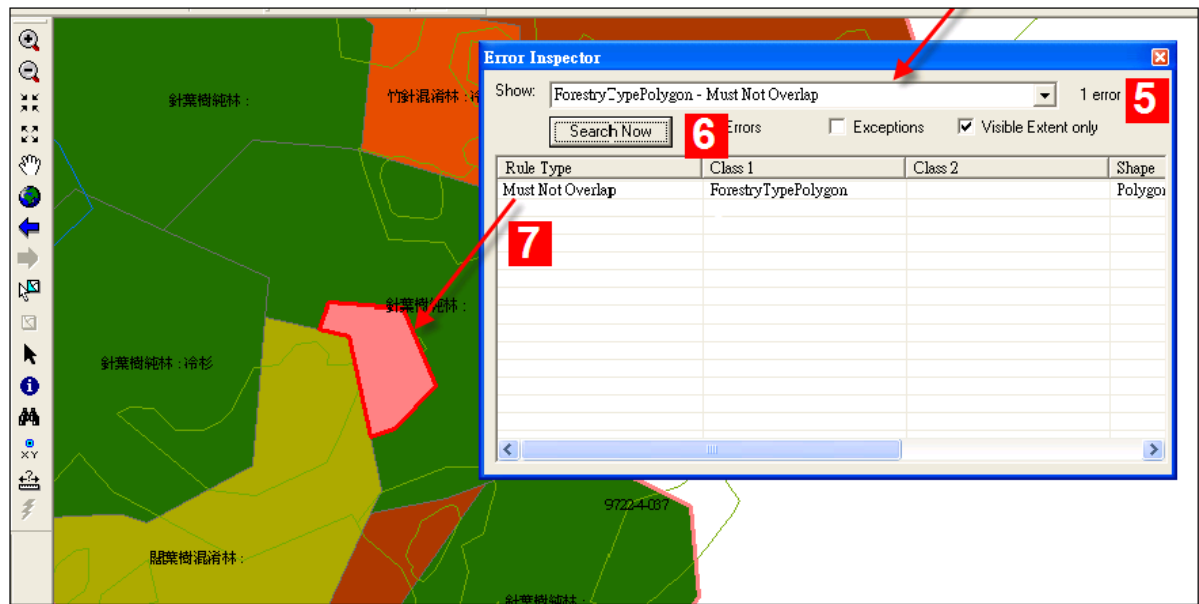 Error Inspector
Show: ForestryTypePolygon - Must Not Overlap 1 error 5
Search Now 6 Errors Exceptions Visible Extent only
Rule Type Class 1 Class 2 Shape
Must Not Overlap ForestryTypePolygon Polygon
7
針葉樹純林 :
竹針混淆林 : 冷
針葉樹純林 :
針葉樹純林 : 冷杉
XY
9722-4-037
闊葉樹混淆林 :
針葉樹純林 :